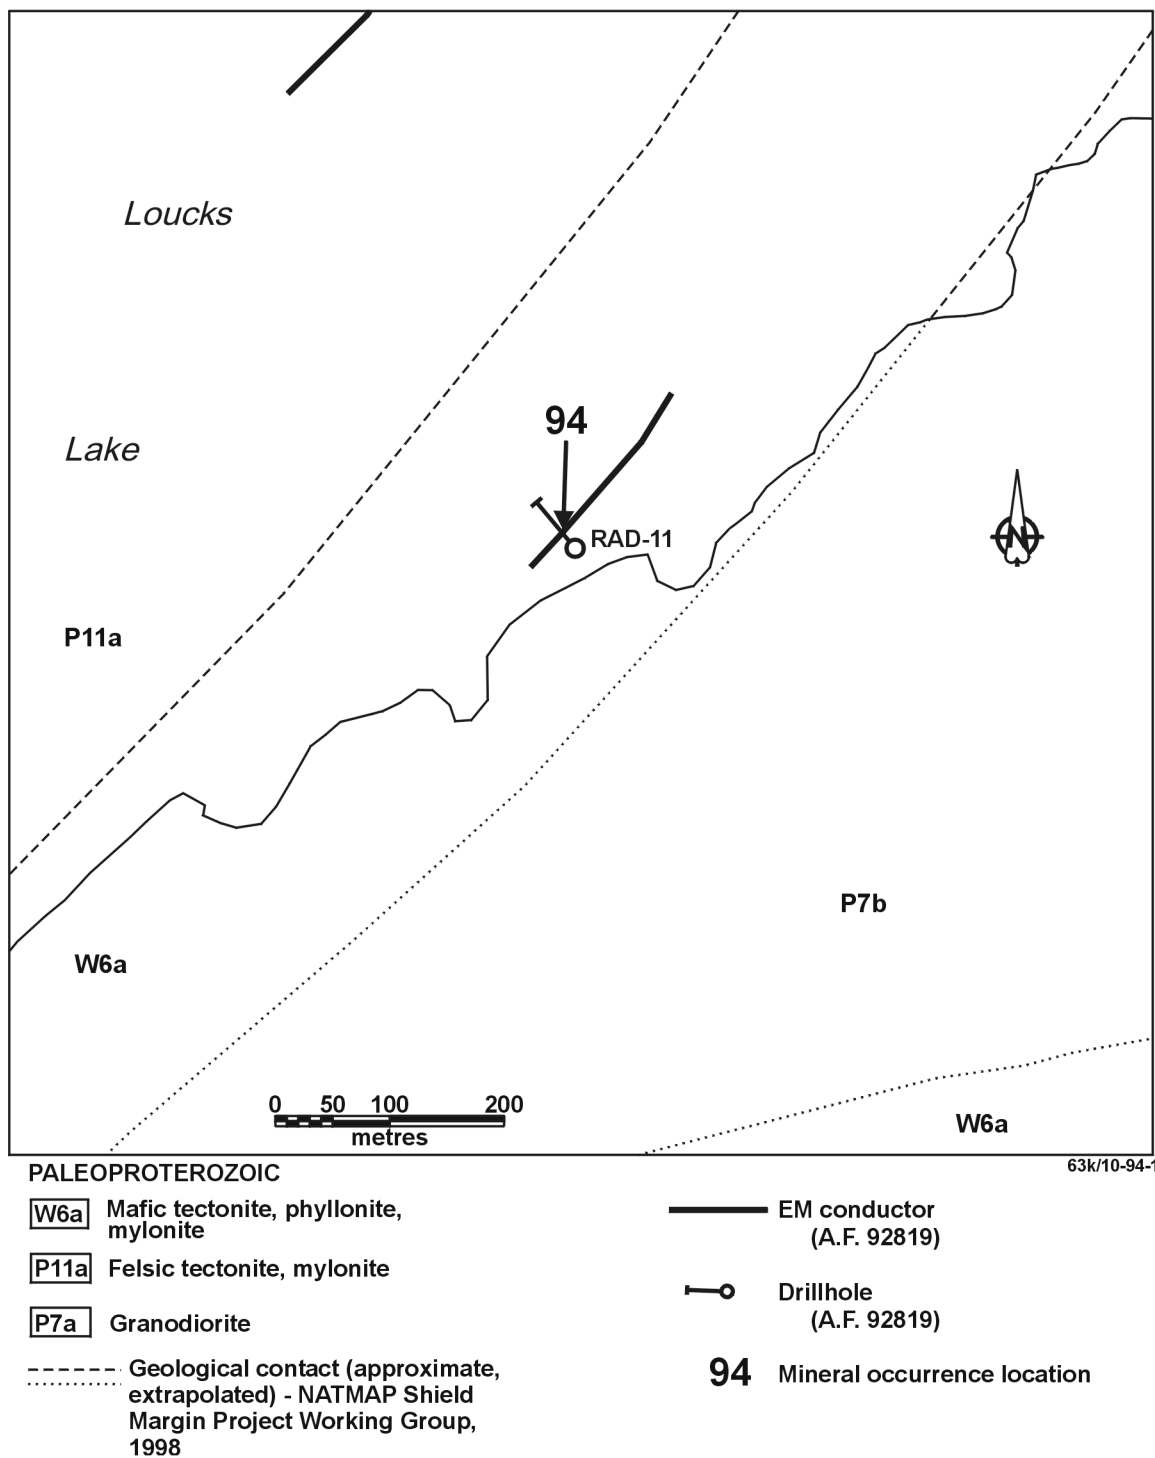 Loucks
94
Lake
RAD-11
N
P11a
P7b
W6a
0 50 100 200
metres
W6a
63k/10-94-1
PALEOPROTEROZOIC
W6a Mafic tectonite, phyllonite,
mylonite
P11a Felsic tectonite, mylonite
P7a Granodiorite
Geological contact (approximate,
extrapolated) - NATMAP Shield
Margin Project Working Group,
1998
EM conductor
(A.F. 92819)
Drillhole
(A.F. 92819)
94 Mineral occurrence location